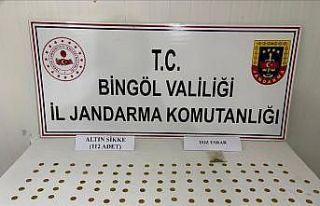 T.C.
BİNGÖL VALİLİĞİ
İL JANDARMA KOMUTANLIĞI
ALTIN SİKKE
(112 ADET)